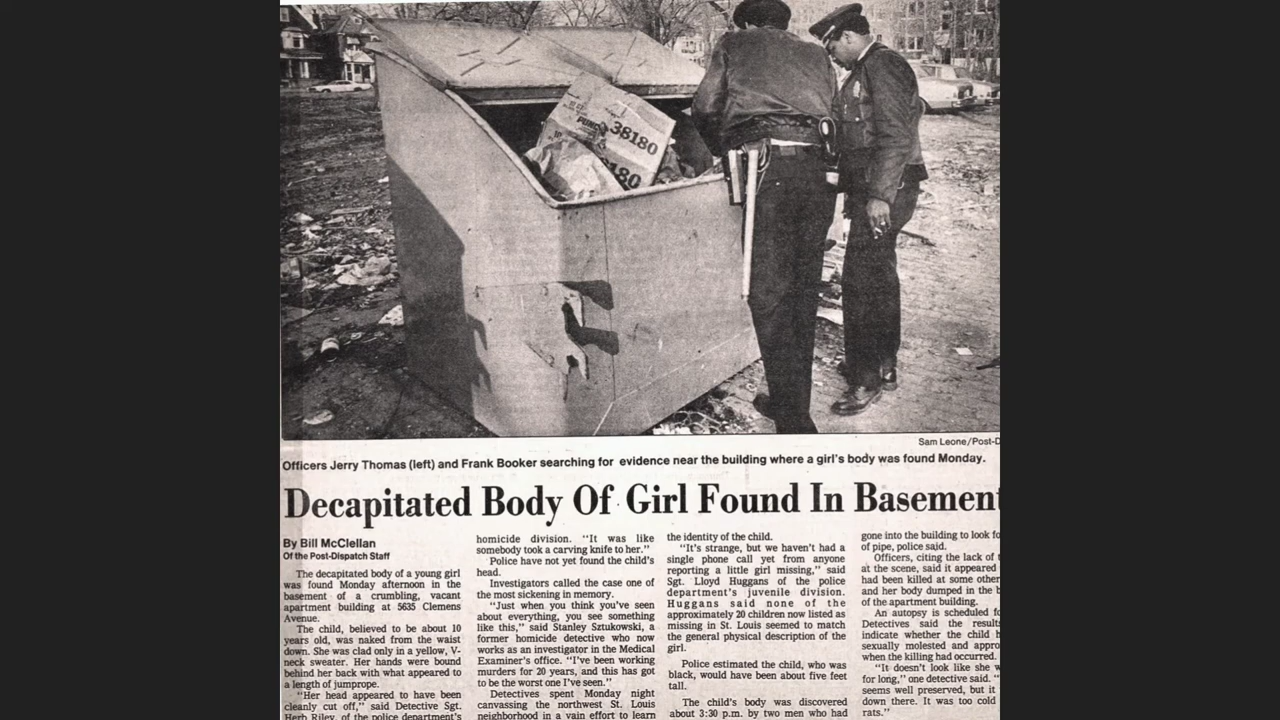 38180
180
Sam Leone/Post-D
Officers Jerry Thomas (left) and Frank Booker searching for evidence near the building where a girl's body was found Monday.
Decapitated Body Of Girl Found In Basement
By Bill McClellan
Of the Post-Dispatch Staff
The decapitated body of a young girl
was found Monday afternoon in the
basement of a crumbling, vacant
apartment building at 5635 Clemens
Avenue.
The child, believed to be about 10
years old, was naked from the waist
down. She was clad only in a yellow, V-
neck sweater. Her hands were bound
behind her back with what appeared to
a length of jumprope.
"Her head appeared to have been
cleanly cut off," said Detective Sgt.
Herb Riley, of the police department's
homicide division. "It was like
somebody took a carving knife to her."
Police have not yet found the child's
head.
Investigators called the case one of
the most sickening in memory.
"Just when you think you've seen
about everything, you see something
like this," said Stanley Sztukowski, a
former homicide detective who now
works as an investigator in the Medical
Examiner's office. "I've been working
murders for 20 years, and this has got
to be the worst one I've seen."
Detectives spent Monday night
canvassing the northwest St. Louis
neighborhood in a vain effort to learn
the identity of the child.
"It's strange, but we haven't had a
single phone call yet from anyone
reporting a little girl missing," said
Sgt. Lloyd Huggans of the police
department's juvenile division.
Huggans said none of the
approximately 20 children now listed as
missing in St. Louis seemed to match
the general physical description of the
girl.
Police estimated the child, who was
black, would have been about five feet
tall.
The child's body was discovered
about 3:30 p.m. by two men who had
gone into the building to look fo
of pipe, police said.
Officers, citing the lack of
at the scene, said it appeared
had been killed at some other
and her body dumped in the b
of the apartment building.
An autopsy is scheduled fo
Detectives said the results
indicate whether the child h
sexually molested and appro
when the killing had occurred.
"It doesn't look like she w
for long," one detective said. "
seems well preserved, but it
down there. It was too cold
rats."